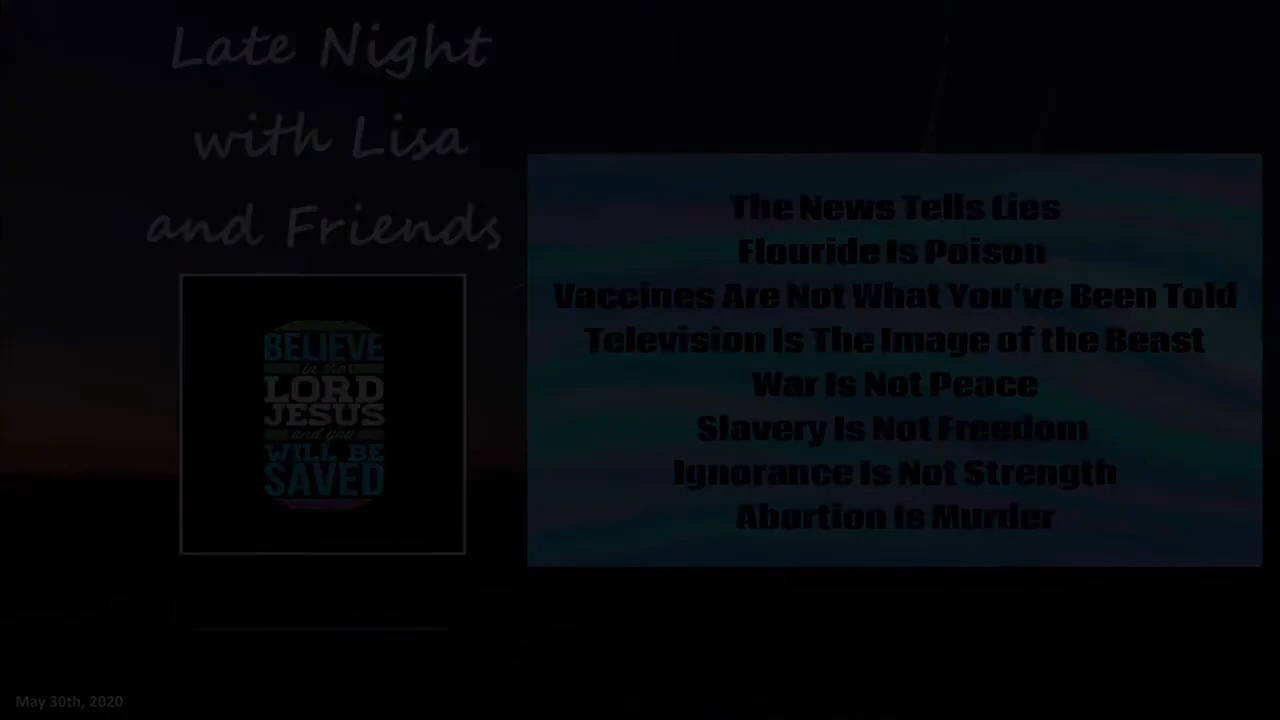 Late Night
with Lisa
and Friends
BELIEVE
in the
LORD
JESUS
and you
WILL BE
SAVED
The News Tells Lies
Flouride Is Poison
Vaccines Are Not What You've Been Told
Television Is The Image of the Beast
War Is Not Peace
Slavery Is Not Freedom
Ignorance Is Not Strength
Abortion Is Murder
May 30th, 2020